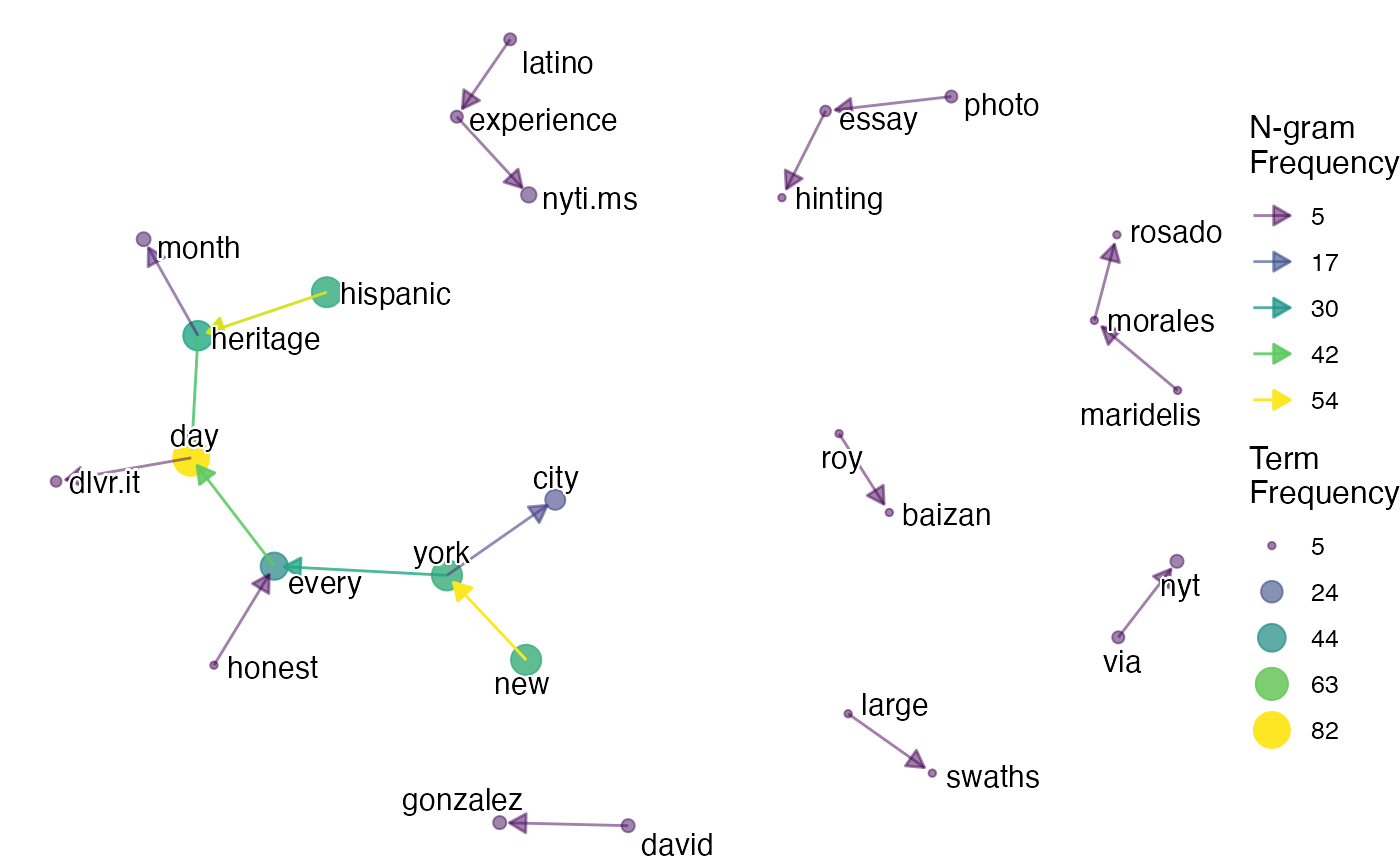 latino
experience
nyti.ms
photo
essay
hinting
month
hispanic
heritage
day
dlvr.it
city
york
every
honest
new
rosado
morales
maridelis
roy
baizan
nyt
via
large
swaths
gonzalez
david
N-gram
Frequency
5
17
30
42
54
Term
Frequency
5
24
44
63
82